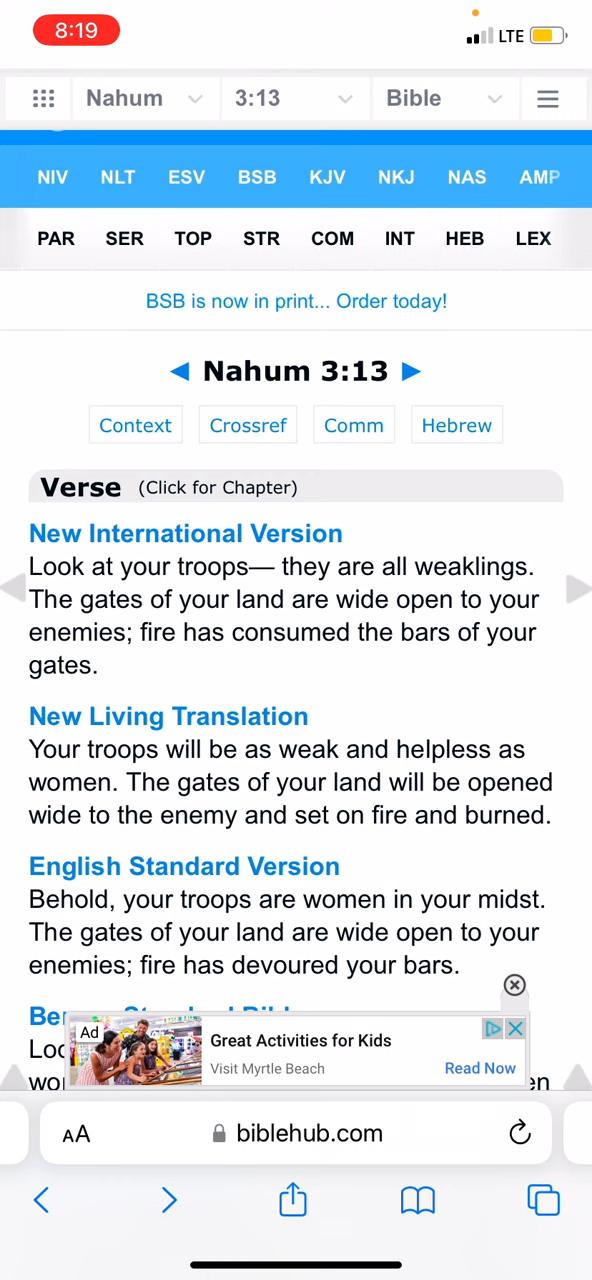 8:19
LTE
Nahum 3:13 Bible
NIV NLT ESV BSB KJV NKJ NAS AMP
PAR SER TOP STR COM INT HEB LEX
BSB is now in print... Order today!
◄ Nahum 3:13 ►
Context Crossref Comm Hebrew
Verse (Click for Chapter)
New International Version
Look at your troops— they are all weaklings.
The gates of your land are wide open to your
enemies; fire has consumed the bars of your
gates.
New Living Translation
Your troops will be as weak and helpless as
women. The gates of your land will be opened
wide to the enemy and set on fire and burned.
English Standard Version
Behold, your troops are women in your midst.
The gates of your land are wide open to your
enemies; fire has devoured your bars.
Ad
Great Activities for Kids
Visit Myrtle Beach
Read Now
AA
biblehub.com